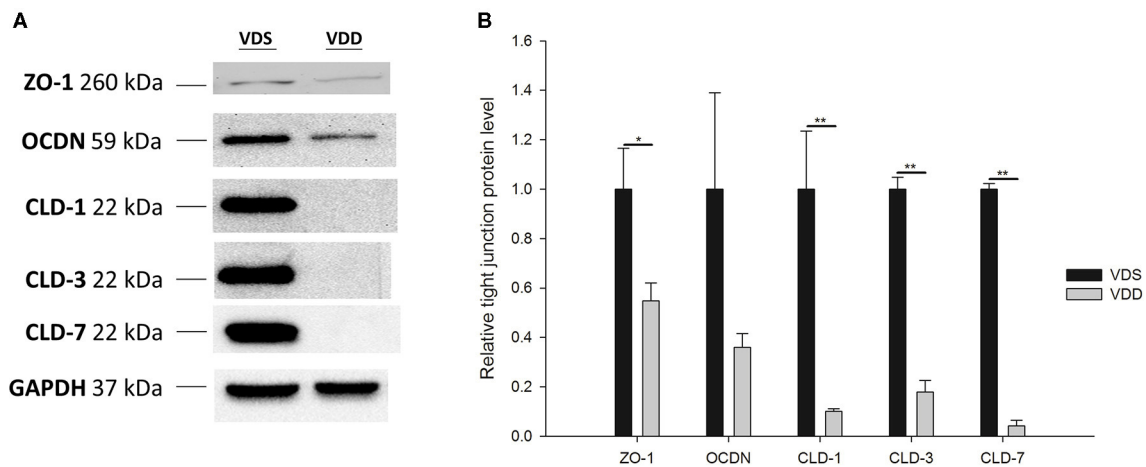 A
VDS VDD
ZO-1 260 kDa
OCDN 59 kDa
CLD-1 22 kDa
CLD-3 22 kDa
CLD-7 22 kDa
GAPDH 37 kDa
B
Relative tight junction protein level
1.6
1.4
1.2
1.0
0.8
0.6
0.4
0.2
0.0
*
**
**
**
ZO-1 OCDN CLD-1 CLD-3 CLD-7
VDS
VDD